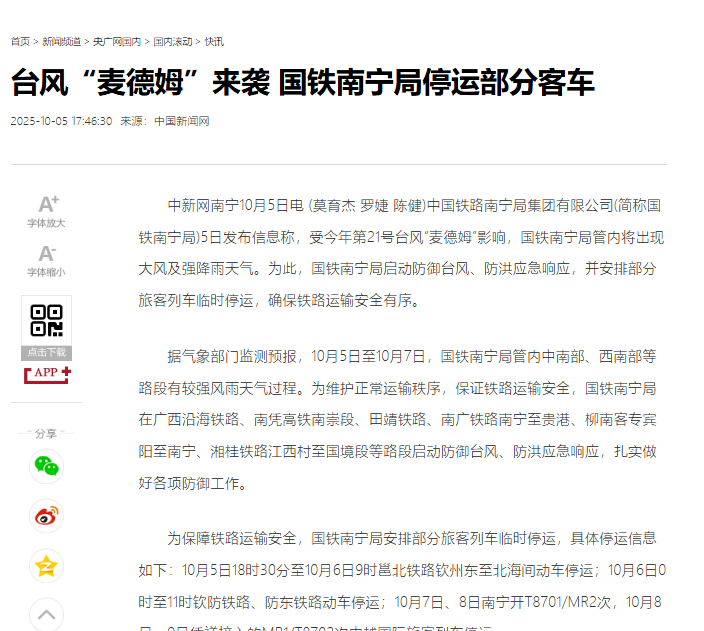 首页 > 新闻频道 > 央广网国内 > 国内滚动 > 快讯
台风“麦德姆”来袭 国铁南宁局停运部分客车
2025-10-05 17:46:30 来源：中国新闻网
A+
字体放大
A-
字体缩小
点击下载
APP
分享
中新网南宁10月5日电 (莫育杰 罗婕 陈健)中国铁路南宁局集团有限公司(简称国
铁南宁局)5日发布信息称，受今年第21号台风“麦德姆”影响，国铁南宁局管内将出现
大风及强降雨天气。为此，国铁南宁局启动防御台风、防洪应急响应，并安排部分
旅客列车临时停运，确保铁路运输安全有序。
据气象部门监测预报，10月5日至10月7日，国铁南宁局管内中南部、西南部等
路段有较强风雨天气过程。为维护正常运输秩序，保证铁路运输安全，国铁南宁局
在广西沿海铁路、南凭高铁南崇段、田靖铁路、南广铁路南宁至贵港、柳南客专宾
阳至南宁、湘桂铁路江西村至国境段等路段启动防御台风、防洪应急响应，扎实做
好各项防御工作。
为保障铁路运输安全，国铁南宁局安排部分旅客列车临时停运，具体停运信息
如下：10月5日18时30分至10月6日9时邕北铁路钦州东至北海间动车停运；10月6日0
时至11时钦防铁路、防东铁路动车停运；10月7日、8日南宁开T8701/MR2次，10月8